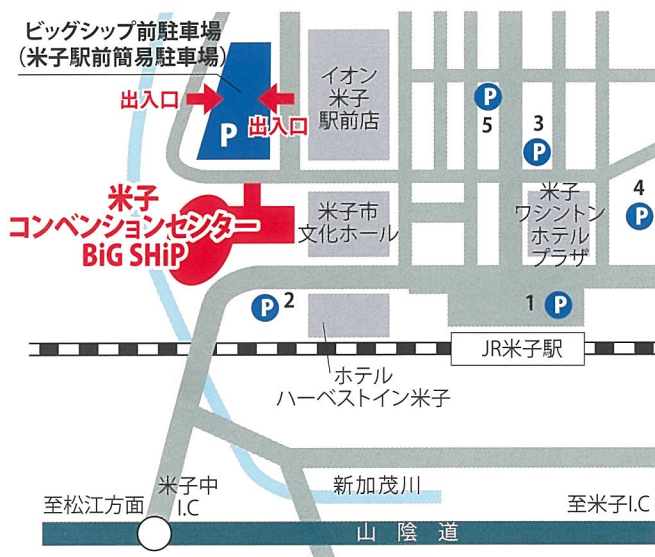 ビッグシップ前駐車場
(米子駅前簡易駐車場)
出入口
P
出入口
イオン
米子
駅前店
P
5
3
P
4
P
米子
コンベンションセンター
BiG SHiP
米子市
文化ホール
米子
ワシントン
ホテル
プラザ
P 2
1 P
JR米子駅
ホテル
ハーベストイン米子
新加茂川
米子中
I.C
至松江方面
至米子I.C
山陰道